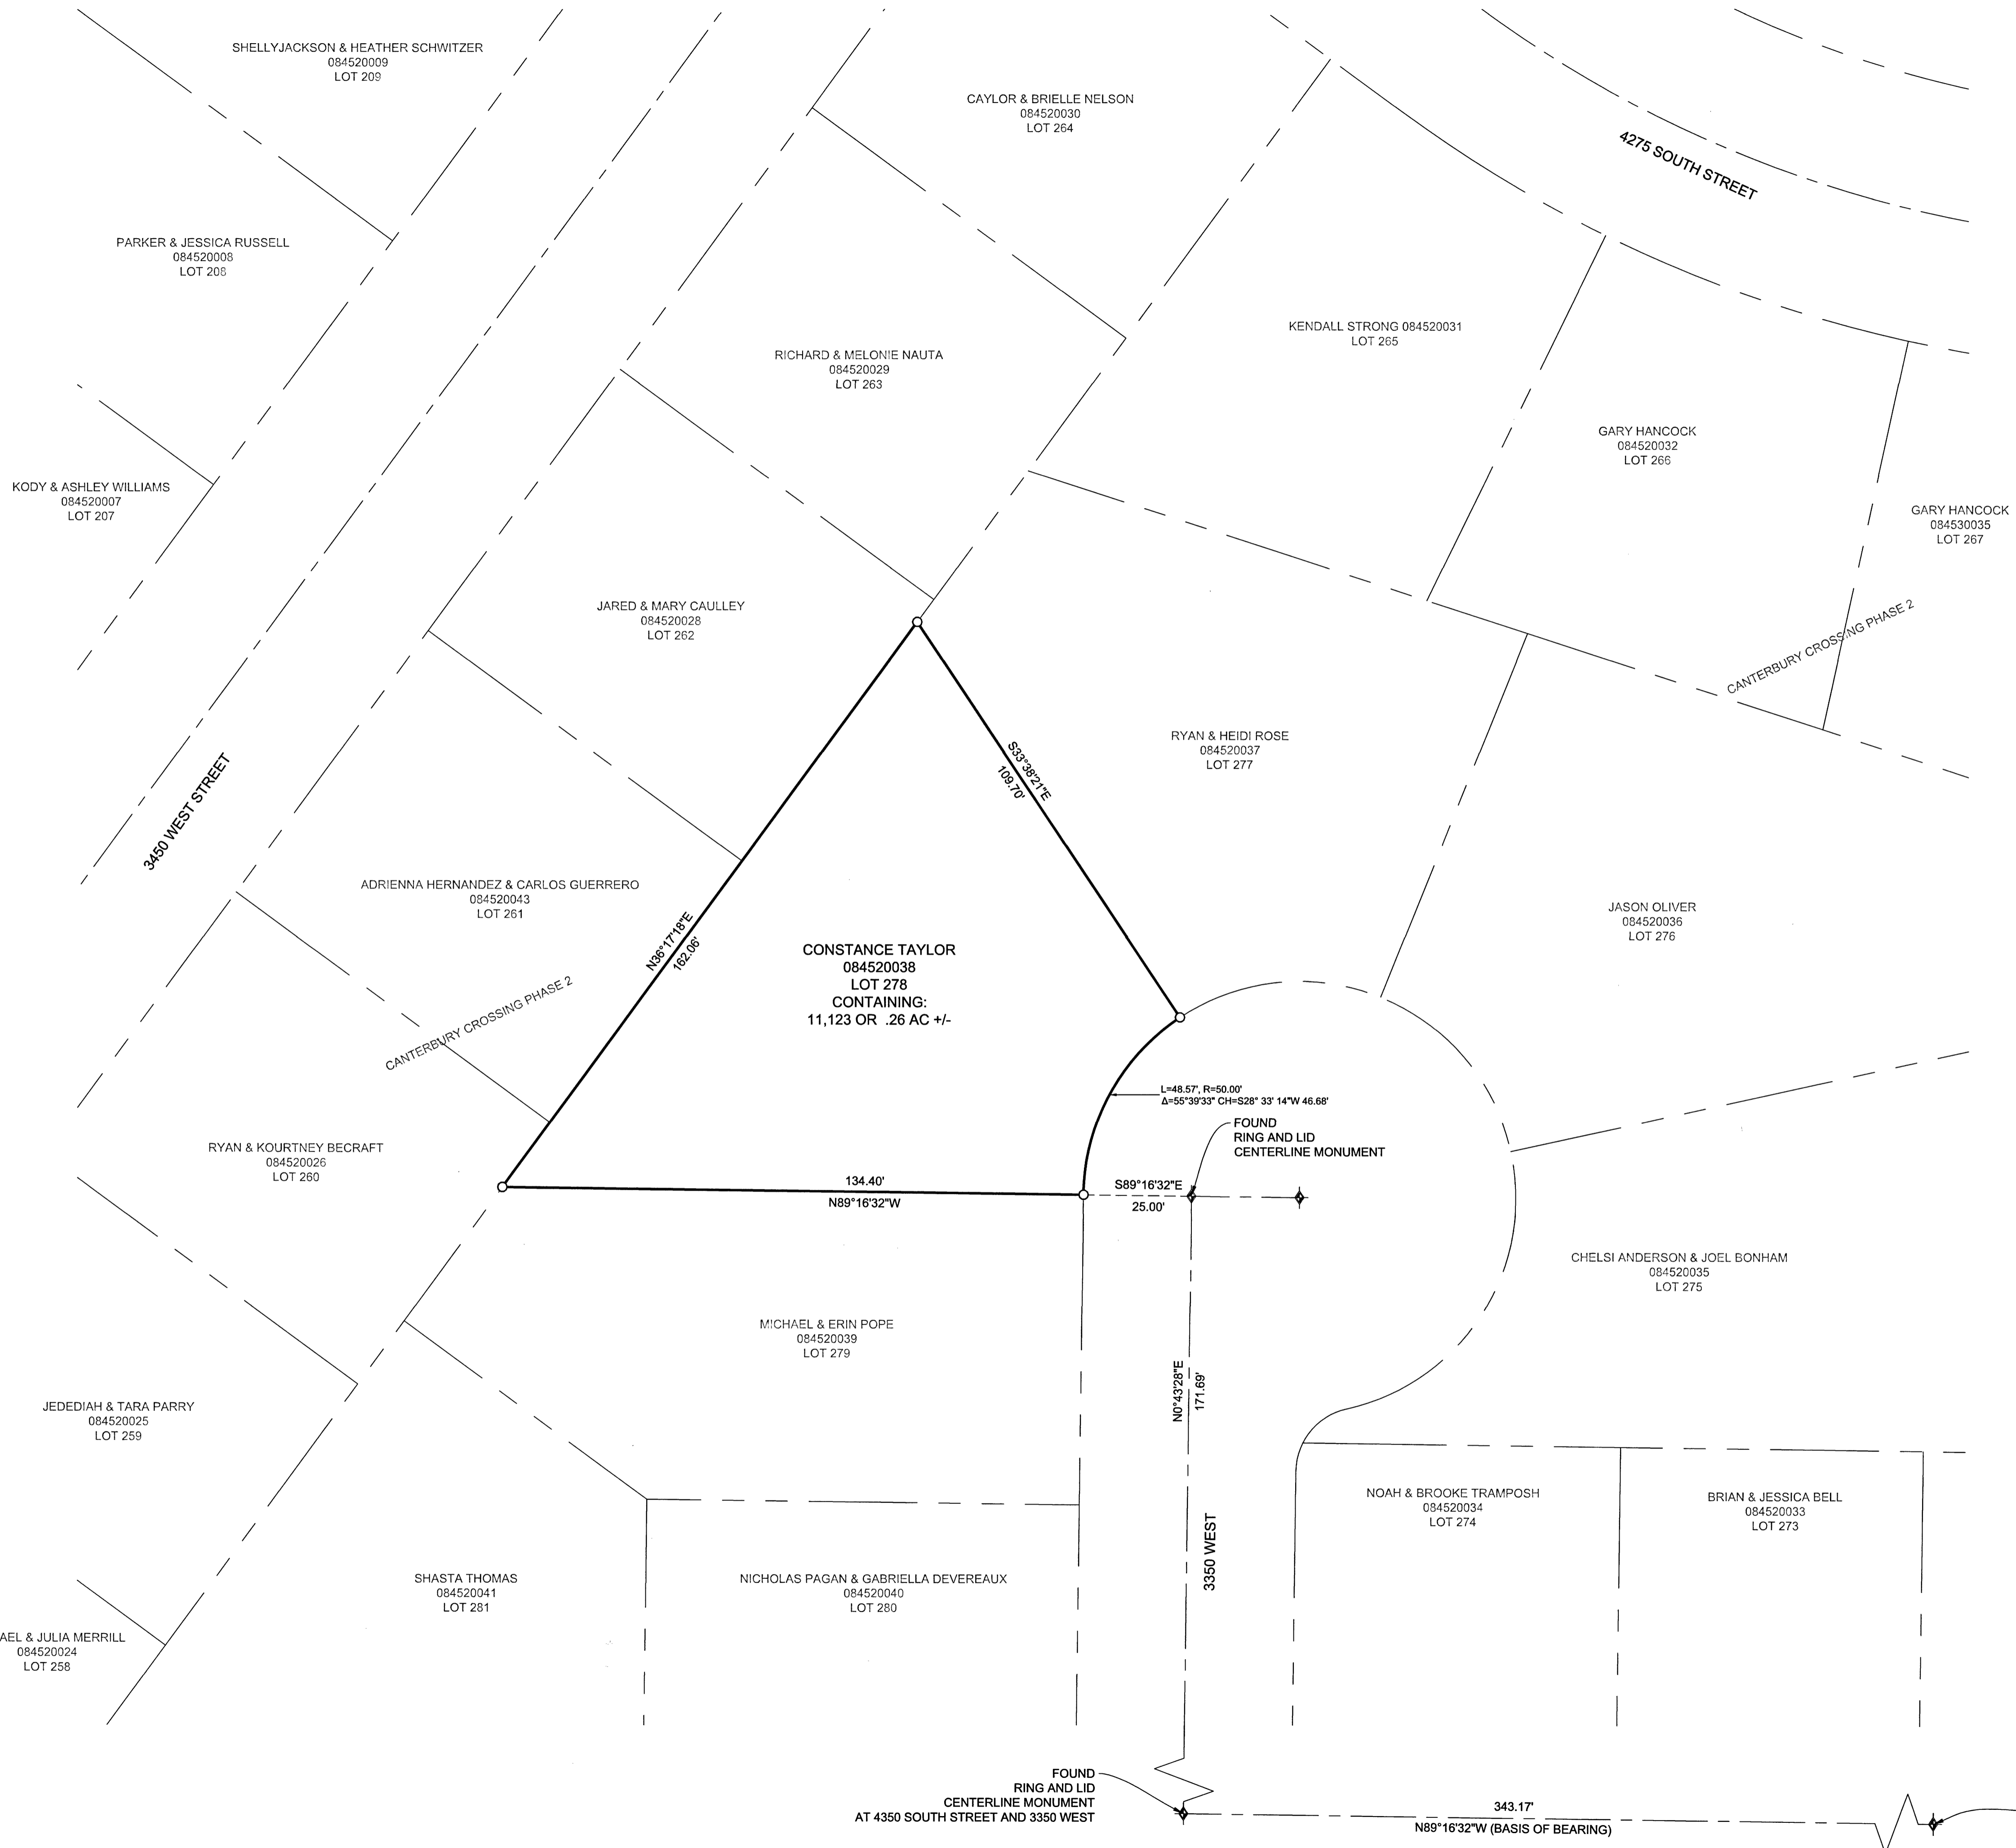 SHELLYJACKSON & HEATHER SCHWITZER
084520009
LOT 209
CAYLOR & BRIELLE NELSON
084520030
LOT 264
4275 SOUTH STREET
PARKER & JESSICA RUSSELL
084520008
LOT 208
KENDALL STRONG 084520031
LOT 265
RICHARD & MELONIE NAUTA
084520029
LOT 263
GARY HANCOCK
084520032
LOT 266
KODY & ASHLEY WILLIAMS
084520007
LOT 207
GARY HANCOCK
084530035
LOT 267
JARED & MARY CAULLEY
084520028
LOT 262
CANTERBURY CROSSING PHASE 2
RYAN & HEIDI ROSE
084520037
LOT 277
S33°38'21"E
109.70'
3450 WEST STREET
ADRIENNA HERNANDEZ & CARLOS GUERRERO
084520043
LOT 261
JASON OLIVER
084520036
LOT 276
N36°17'18"E
162.06'
CONSTANCE TAYLOR
084520038
LOT 278
CONTAINING:
11,123 OR .26 AC +/-
CANTERBURY CROSSING PHASE 2
L=48.57', R=50.00'
Δ=55°39'33" CH=S28° 33' 14"W 46.68'
FOUND
RING AND LID
CENTERLINE MONUMENT
RYAN & KOURTNEY BECRAFT
084520026
LOT 260
134.40'
N89°16'32"W
S89°16'32"E
25.00'
CHELSI ANDERSON & JOEL BONHAM
084520035
LOT 275
MICHAEL & ERIN POPE
084520039
LOT 279
N0°43'28"E
171.69'
JEDEDIAH & TARA PARRY
084520025
LOT 259
NOAH & BROOKE TRAMPOSH
084520034
LOT 274
BRIAN & JESSICA BELL
084520033
LOT 273
3350 WEST
SHASTA THOMAS
084520041
LOT 281
NICHOLAS PAGAN & GABRIELLA DEVEREAUX
084520040
LOT 280
AEL & JULIA MERRILL
084520024
LOT 258
FOUND
RING AND LID
CENTERLINE MONUMENT
AT 4350 SOUTH STREET AND 3350 WEST
343.17'
N89°16'32"W (BASIS OF BEARING)